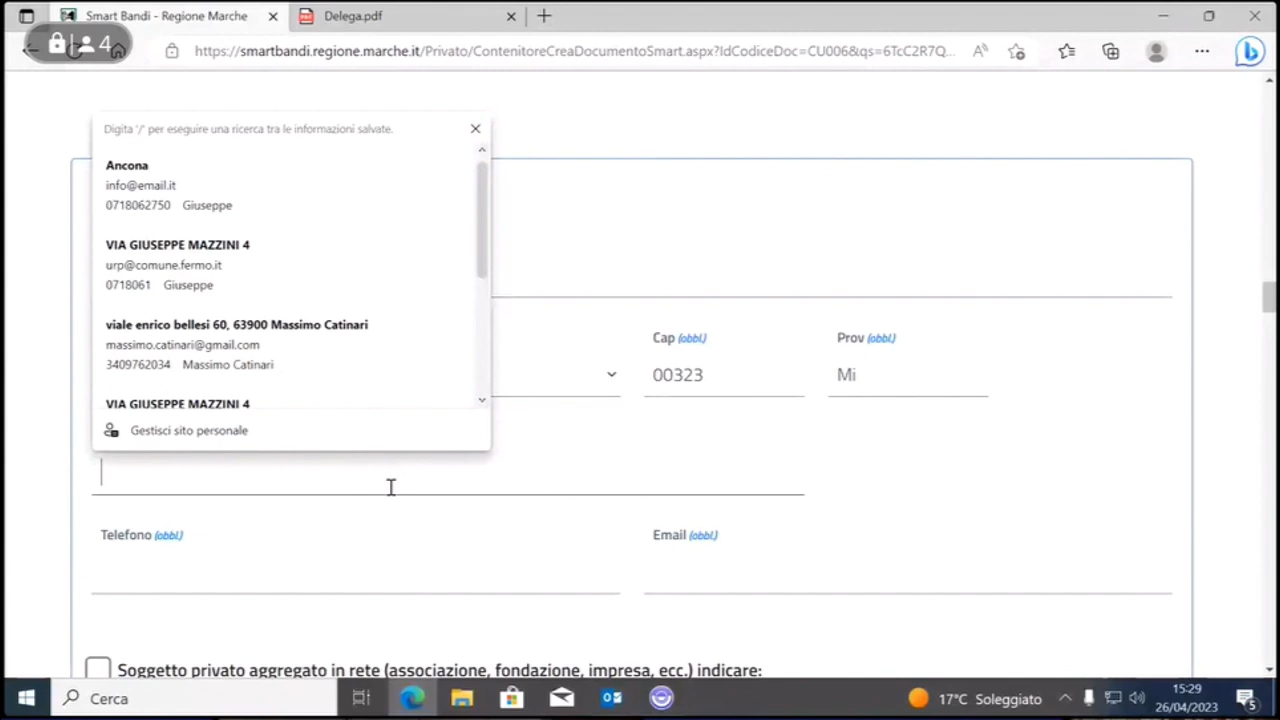 Smart Bandi - Regione Marche
Delega.pdf
4
https://smartbandi.regione.marche.it/Privato/ContenitoreCreaDocumentoSmart.aspx?IdCodiceDoc=CU006&qs=6TcC2R7Q...
Digita '/' per eseguire una ricerca tra le informazioni salvate.
Ancona
info@email.it
0718062750 Giuseppe
VIA GIUSEPPE MAZZINI 4
urp@comune.fermo.it
0718061 Giuseppe
viale enrico bellesi 60, 63900 Massimo Catinari
massimo.catinari@gmail.com
3409762034 Massimo Catinari
VIA GIUSEPPE MAZZINI 4
Gestisci sito personale
Cap (obbl.) Prov (obbl.)
00323 Mi
Telefono (obbl.) Email (obbl.)
Soggetto privato aggregato in rete (associazione, fondazione, impresa, ecc.) indicare:
Cerca
17°C Soleggiato
15:29
26/04/2023
5